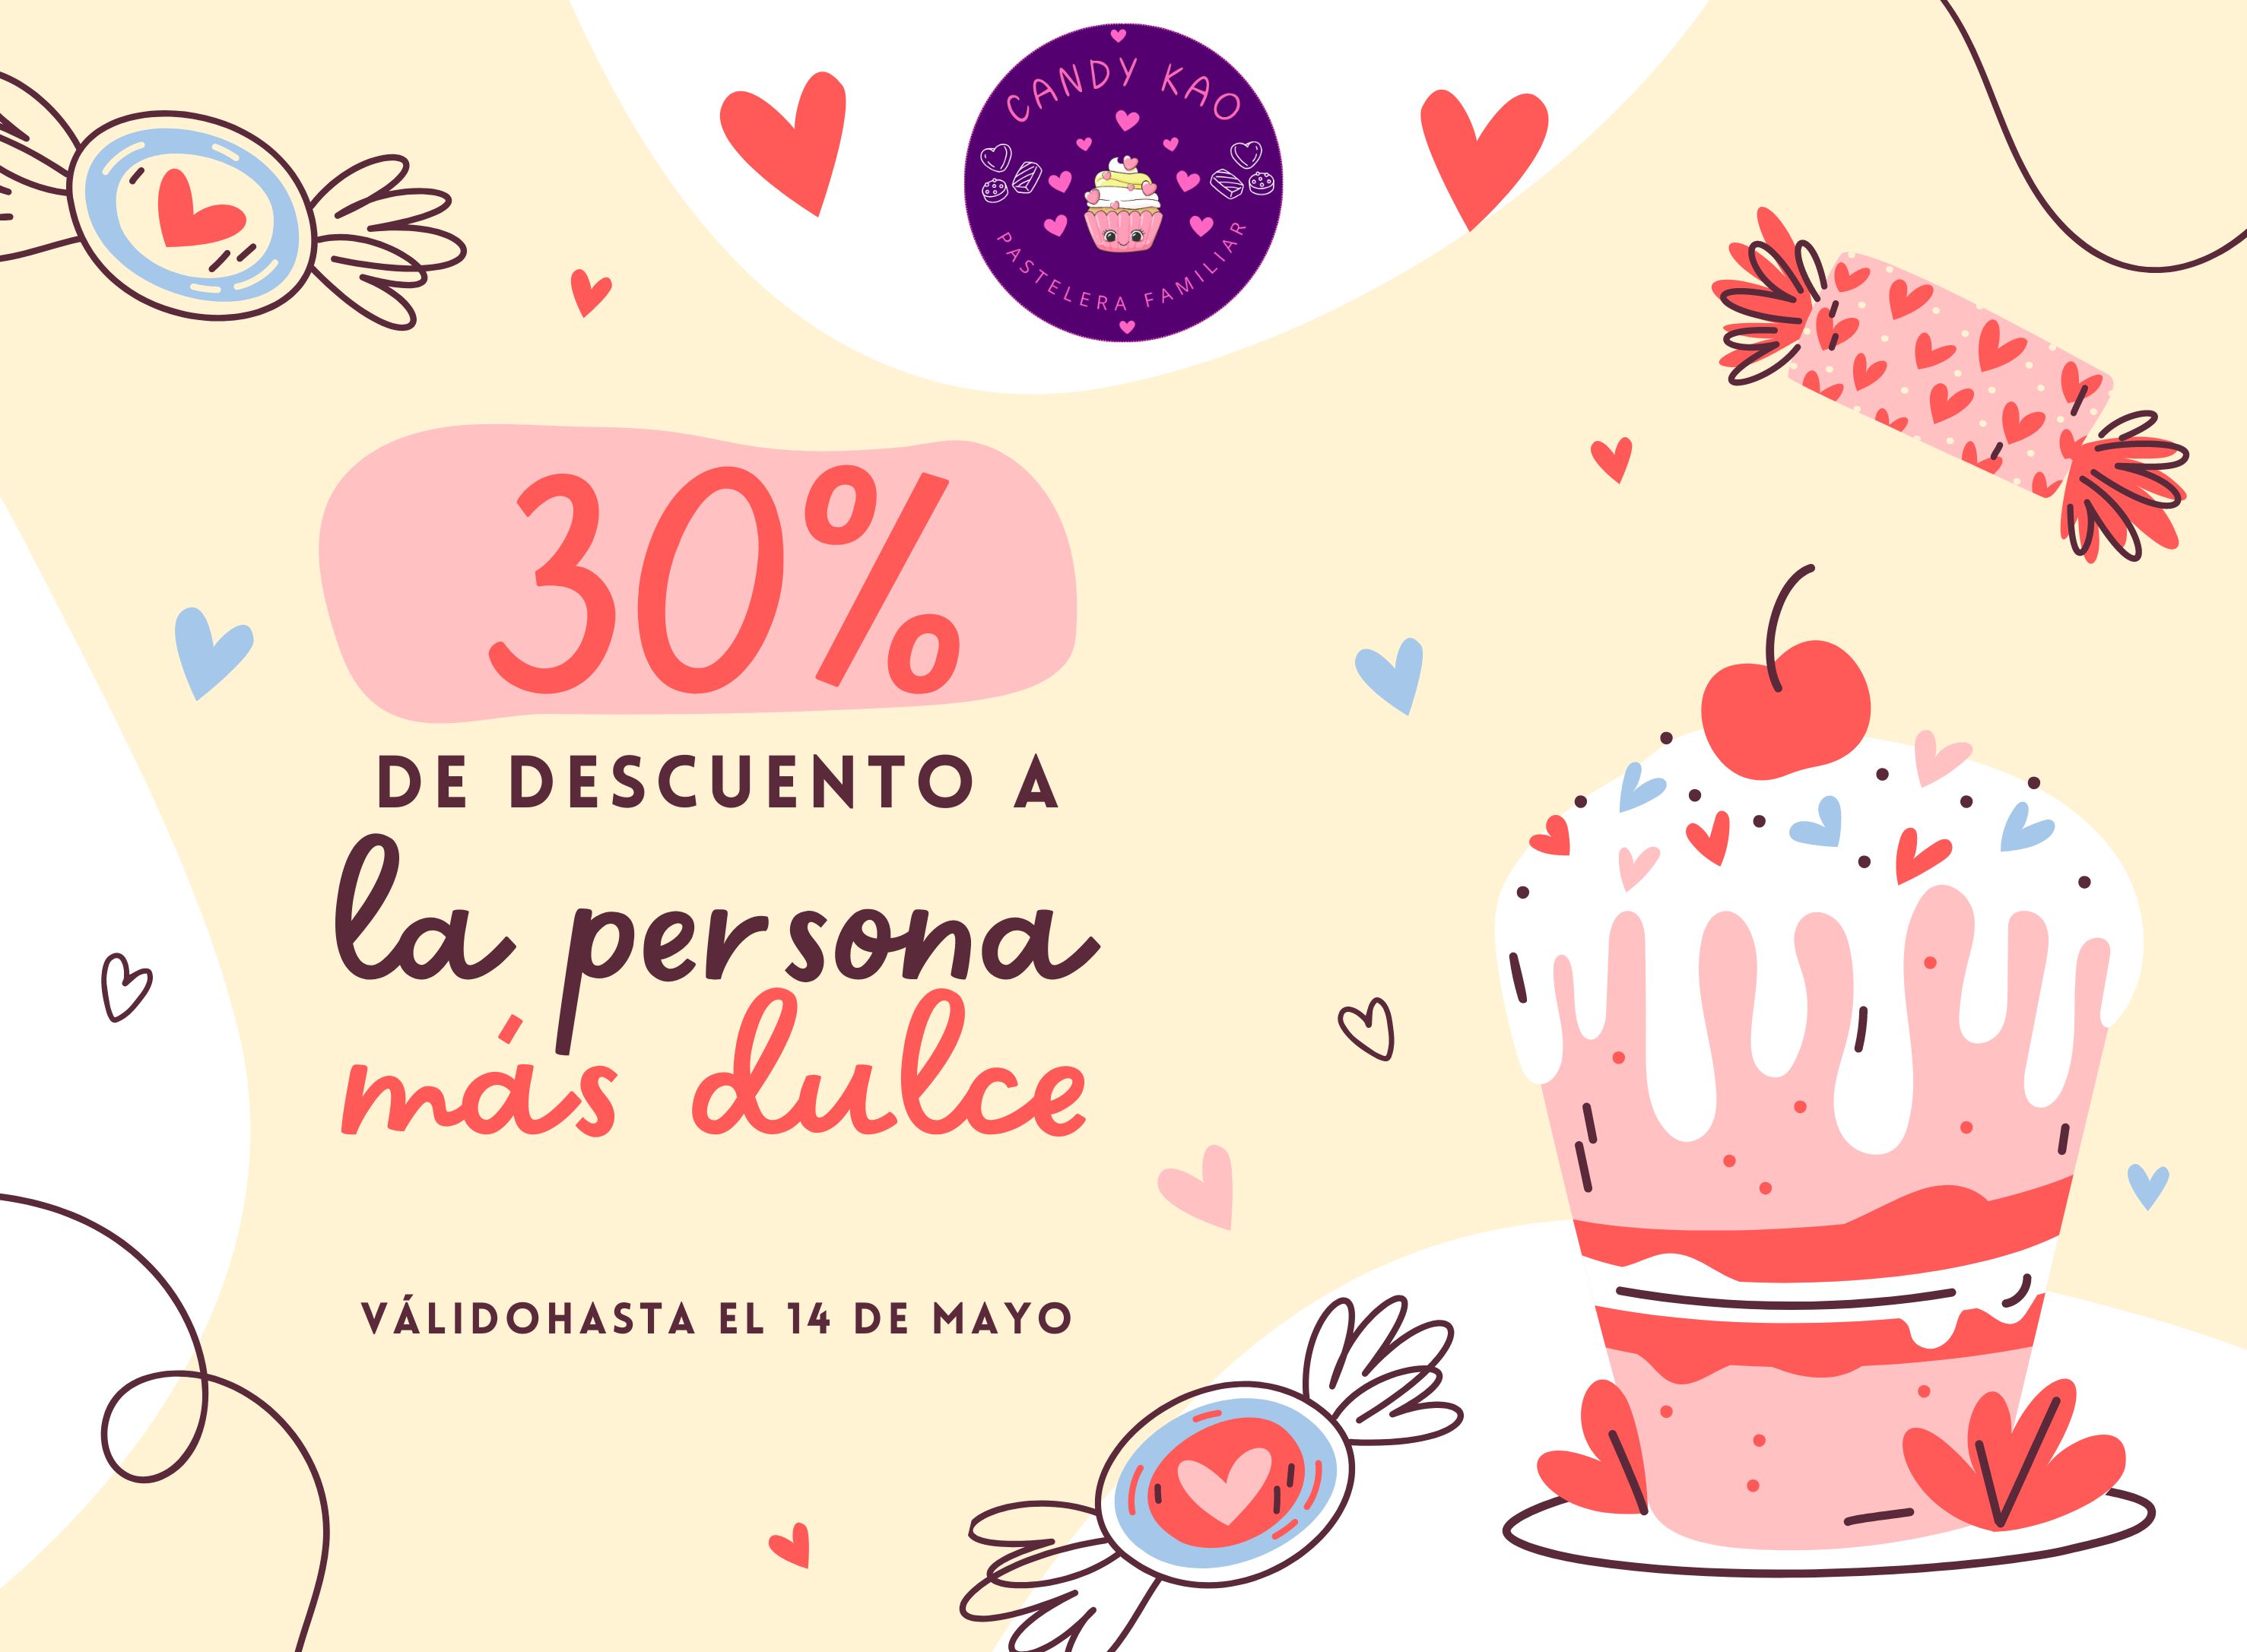 CANDY KAO
PASTELERA FAMILIAR
30%
DE DESCUENTO A
la persona
más dulce
VÁLIDOHASTA EL 14 DE MAYO